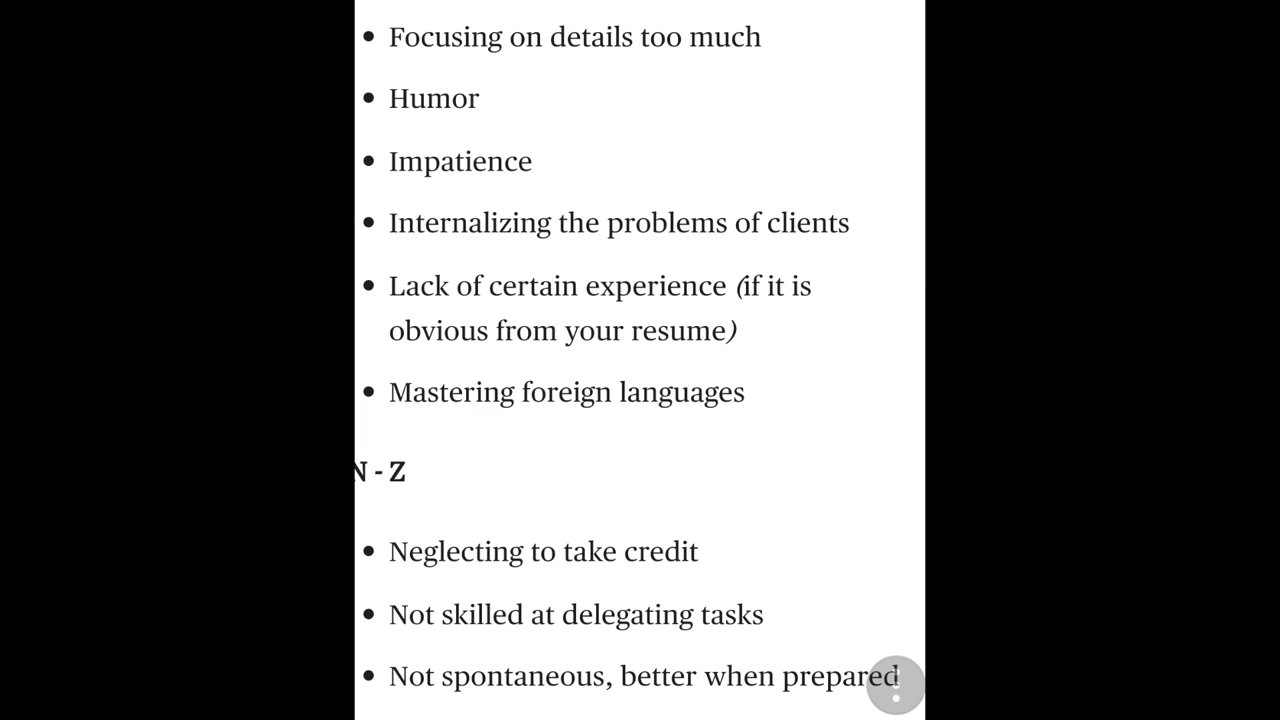 • Focusing on details too much
• Humor
• Impatience
• Internalizing the problems of clients
• Lack of certain experience (if it is
obvious from your resume)
• Mastering foreign languages
N - Z
• Neglecting to take credit
• Not skilled at delegating tasks
• Not spontaneous, better when prepared